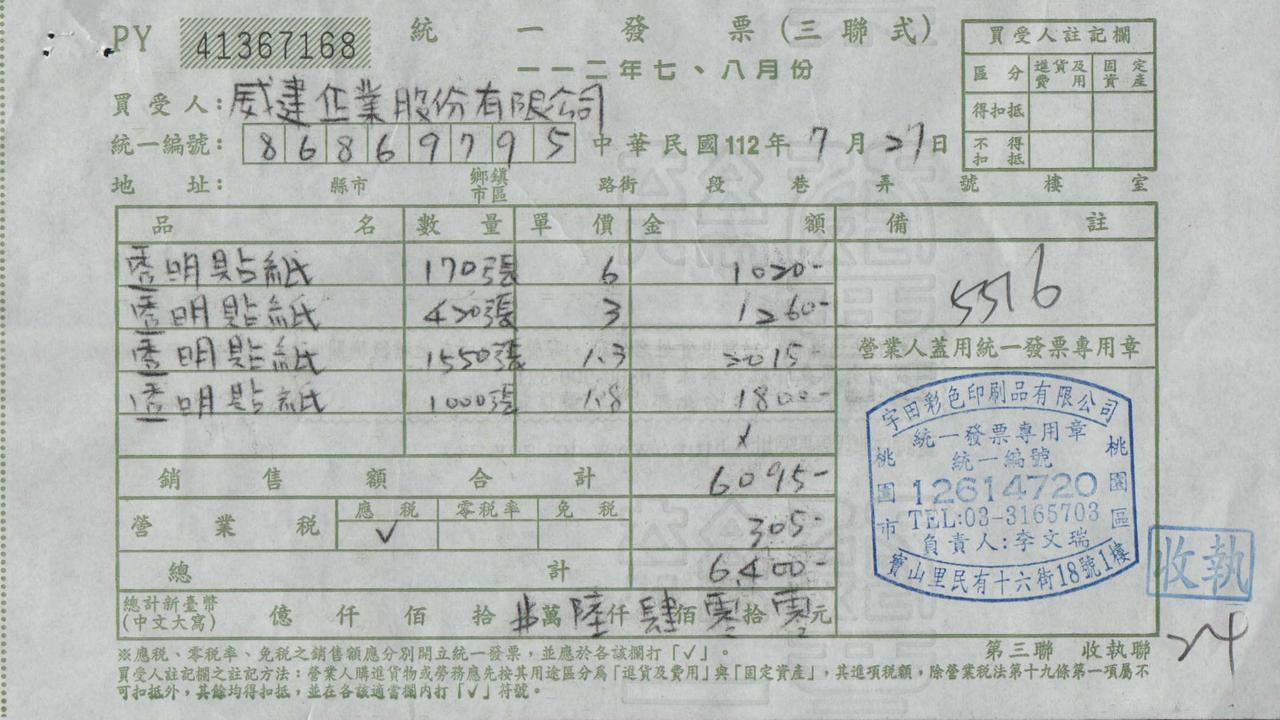 PY 41367168 統一發票(三聯式)
一一二年七、八月份
買受人註記欄
區分 進貨及費用 固定資產
得扣抵
不得扣抵
買受人:威建企業股份有限公司
統一編號: 86869795 中華民國112年7月27日
地址: 縣市 鄉鎮市區 路街 段 巷 弄 號 樓 室
品名 數量 單價 金額 備註
透明貼紙 170張 6 1020-
透明貼紙 420張 3 1260-
透明貼紙 1550張 1.3 2015-
透明貼紙 1000張 1.8 1800-
5516
營業人蓋用統一發票專用章
銷售額合計 6095-
營業稅 應稅 ✓ 零稅率 免稅 305-
總計 6,400-
總計新臺幣(中文大寫) 億 仟 佰 拾 萬 陸仟肆佰零拾零元
宇田彩色印刷品有限公司
統一發票專用章
統一編號
12614720
TEL:03-3165703
負責人:李文瑞
桃園市 桃園區
寶山里民有十六街18號1樓
收執
24
第三聯 收執聯
※應稅、零稅率、免稅之銷售額應分別開立統一發票,並應於各該欄打「✓」。
買受人註記欄之註記方法:營業人購進貨物或勞務應先按其用途區分為「進貨及費用」與「固定資產」,其進項稅額,除營業稅法第十九條第一項屬不
可扣抵外,其餘均得扣抵,並在各該適當欄內打「✓」符號。